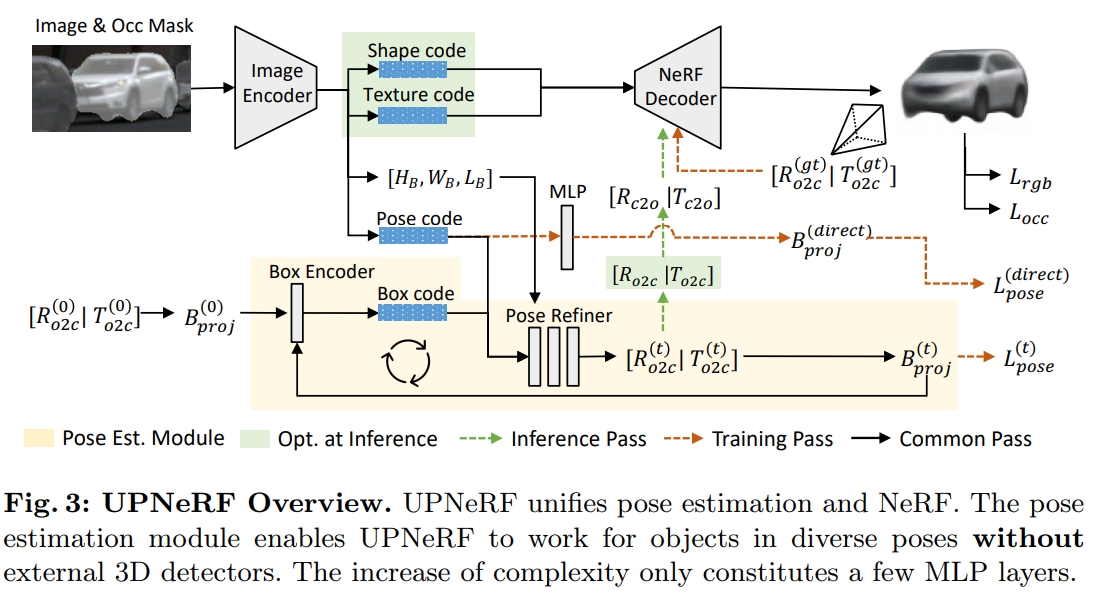 Image & Occ Mask
Image Encoder
Shape code
Texture code
NeRF Decoder
[R_{o2c}^{(gt)} | T_{o2c}^{(gt)}]
L_{rgb}
L_{occ}
[H_B, W_B, L_B]
MLP
[R_{c2o} | T_{c2o}]
Pose code
B_{proj}^{(direct)}
L_{pose}^{(direct)}
[R_{o2c} | T_{o2c}]
Box Encoder
Box code
[R_{o2c}^{(0)} | T_{o2c}^{(0)}]
B_{proj}^{(0)}
Pose Refiner
[R_{o2c}^{(t)} | T_{o2c}^{(t)}]
B_{proj}^{(t)}
L_{pose}^{(t)}
Pose Est. Module
Opt. at Inference
Inference Pass
Training Pass
Common Pass
Fig. 3: UPNeRF Overview. UPNeRF unifies pose estimation and NeRF. The pose
estimation module enables UPNeRF to work for objects in diverse poses without
external 3D detectors. The increase of complexity only constitutes a few MLP layers.